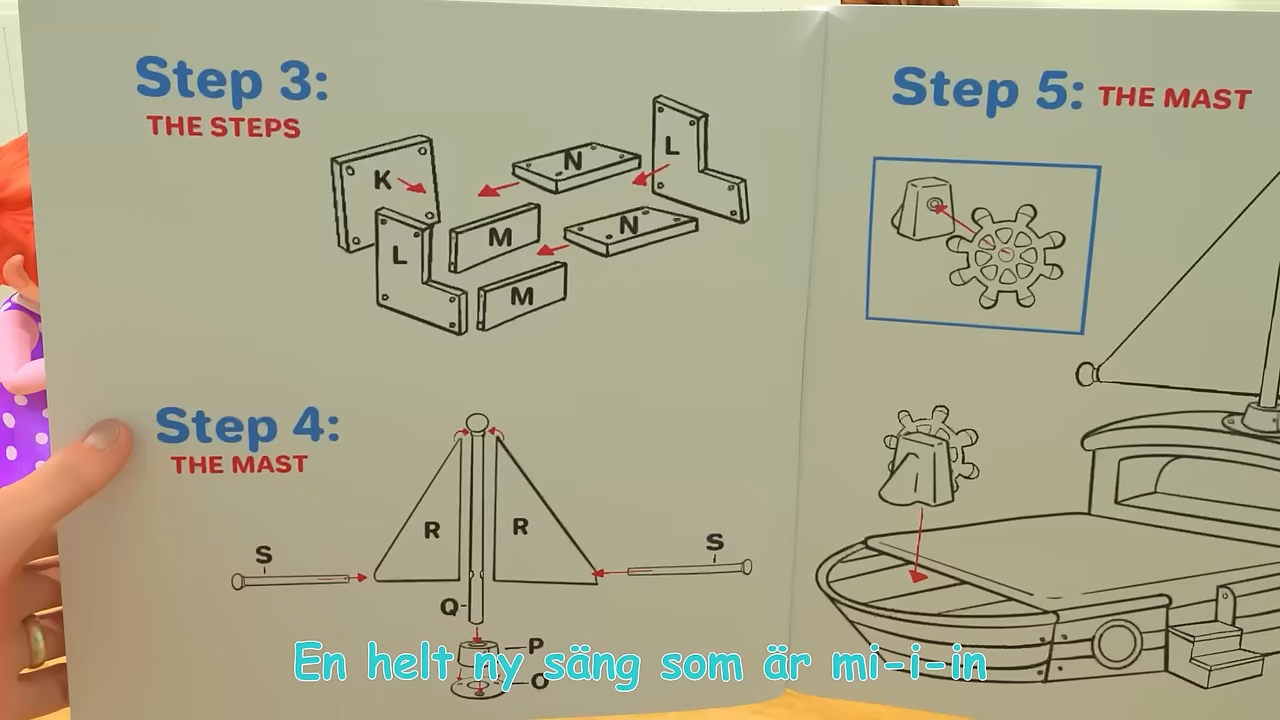 Step 3:
THE STEPS
K
N
L
L
M
N
M
Step 4:
THE MAST
R
R
S
S
Q
P
O
Step 5: THE MAST
En helt ny säng som är mi-i-in